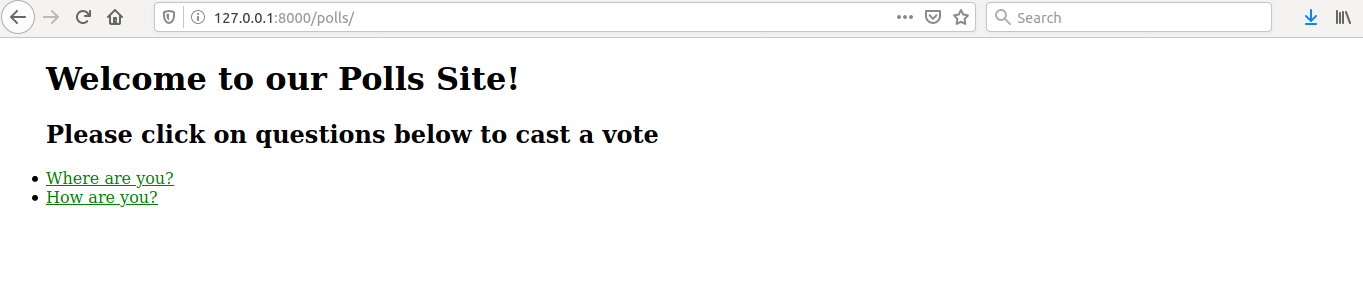 127.0.0.1:8000/polls/
Search
Welcome to our Polls Site!
Please click on questions below to cast a vote
Where are you?
How are you?